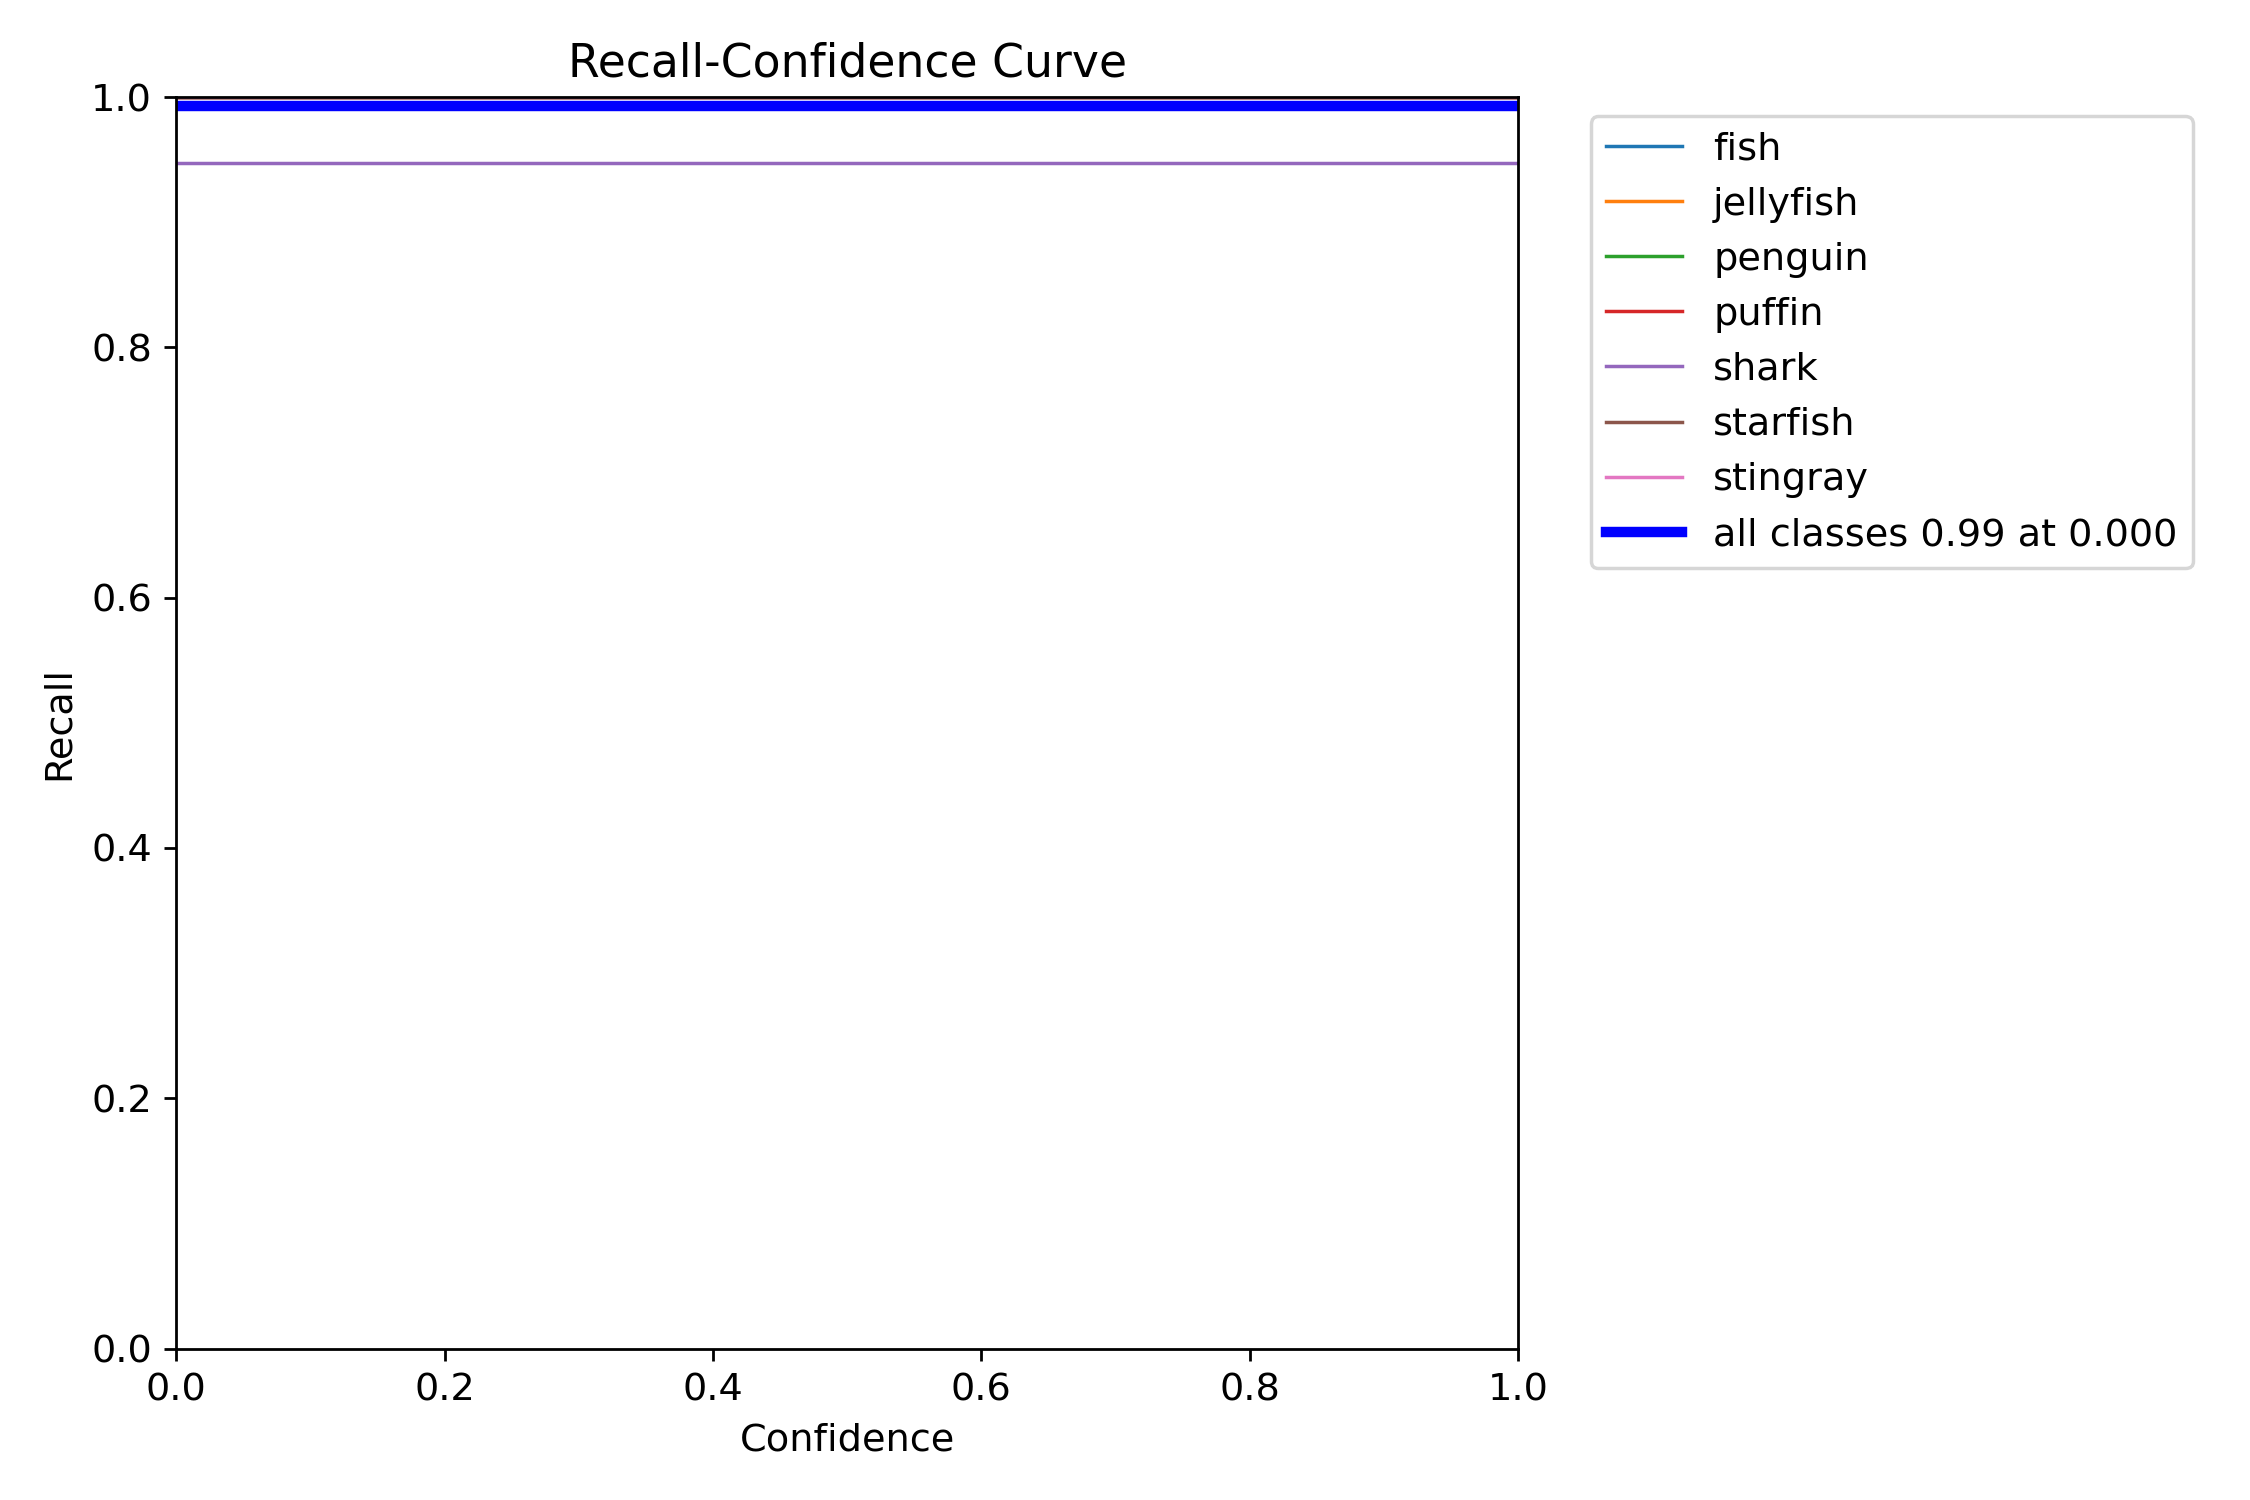 Recall-Confidence Curve
1.0
0.8
0.6
0.4
0.2
0.0
Recall
0.0 0.2 0.4 0.6 0.8 1.0
Confidence
fish
jellyfish
penguin
puffin
shark
starfish
stingray
all classes 0.99 at 0.000